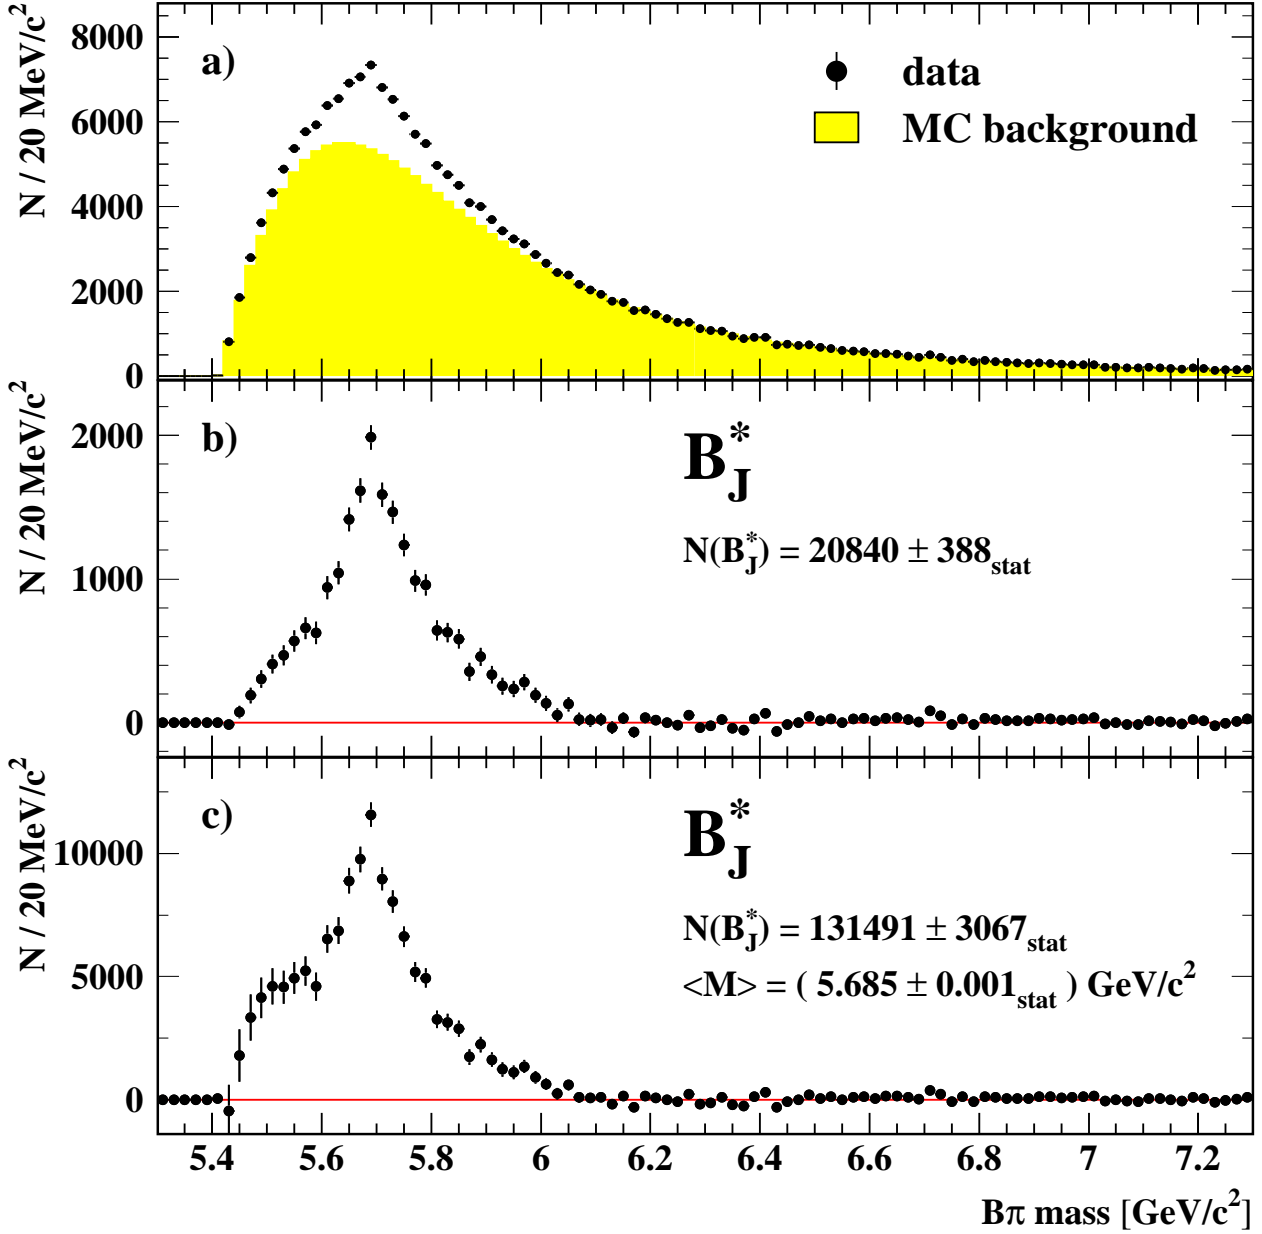 N / 20 MeV/c²
8000
6000
4000
2000
0
a)
data
MC background
N / 20 MeV/c²
2000
1000
0
b)
B*J
N(B*J) = 20840 ± 388stat
N / 20 MeV/c²
10000
5000
0
c)
B*J
N(B*J) = 131491 ± 3067stat
<M> = ( 5.685 ± 0.001stat ) GeV/c²
5.4 5.6 5.8 6 6.2 6.4 6.6 6.8 7 7.2
Bπ mass [GeV/c²]